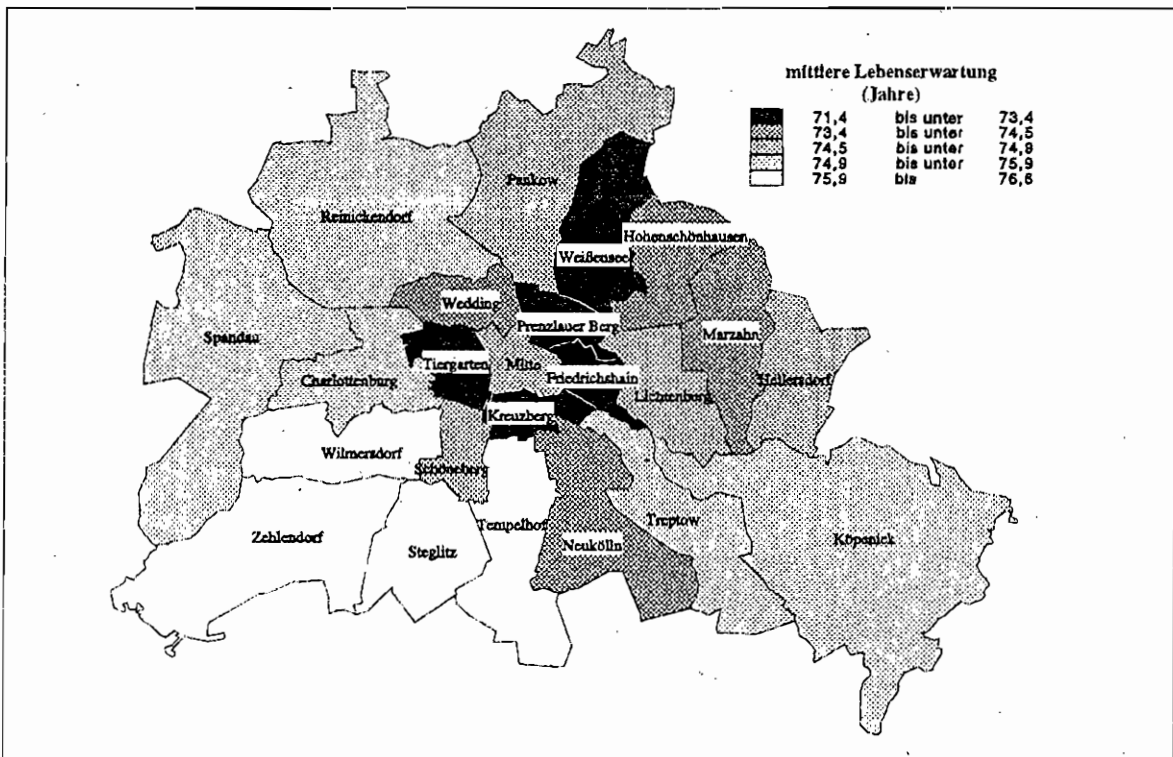 mittlere Lebenserwartung
(Jahre)
71,4 bis unter 73,4
73,4 bis unter 74,5
74,5 bis unter 74,9
74,9 bis unter 75,9
75,9 bis 76,6
Pankow
Reinickendorf
Hohenschönhausen
Weißensee
Wedding
Prenzlauer Berg
Marzahn
Spandau
Tiergarten
Mitte
Friedrichshain
Hellersdorf
Charlottenburg
Lichtenberg
Kreuzberg
Wilmersdorf
Schöneberg
Tempelhof
Treptow
Zehlendorf
Steglitz
Neukölln
Köpenick